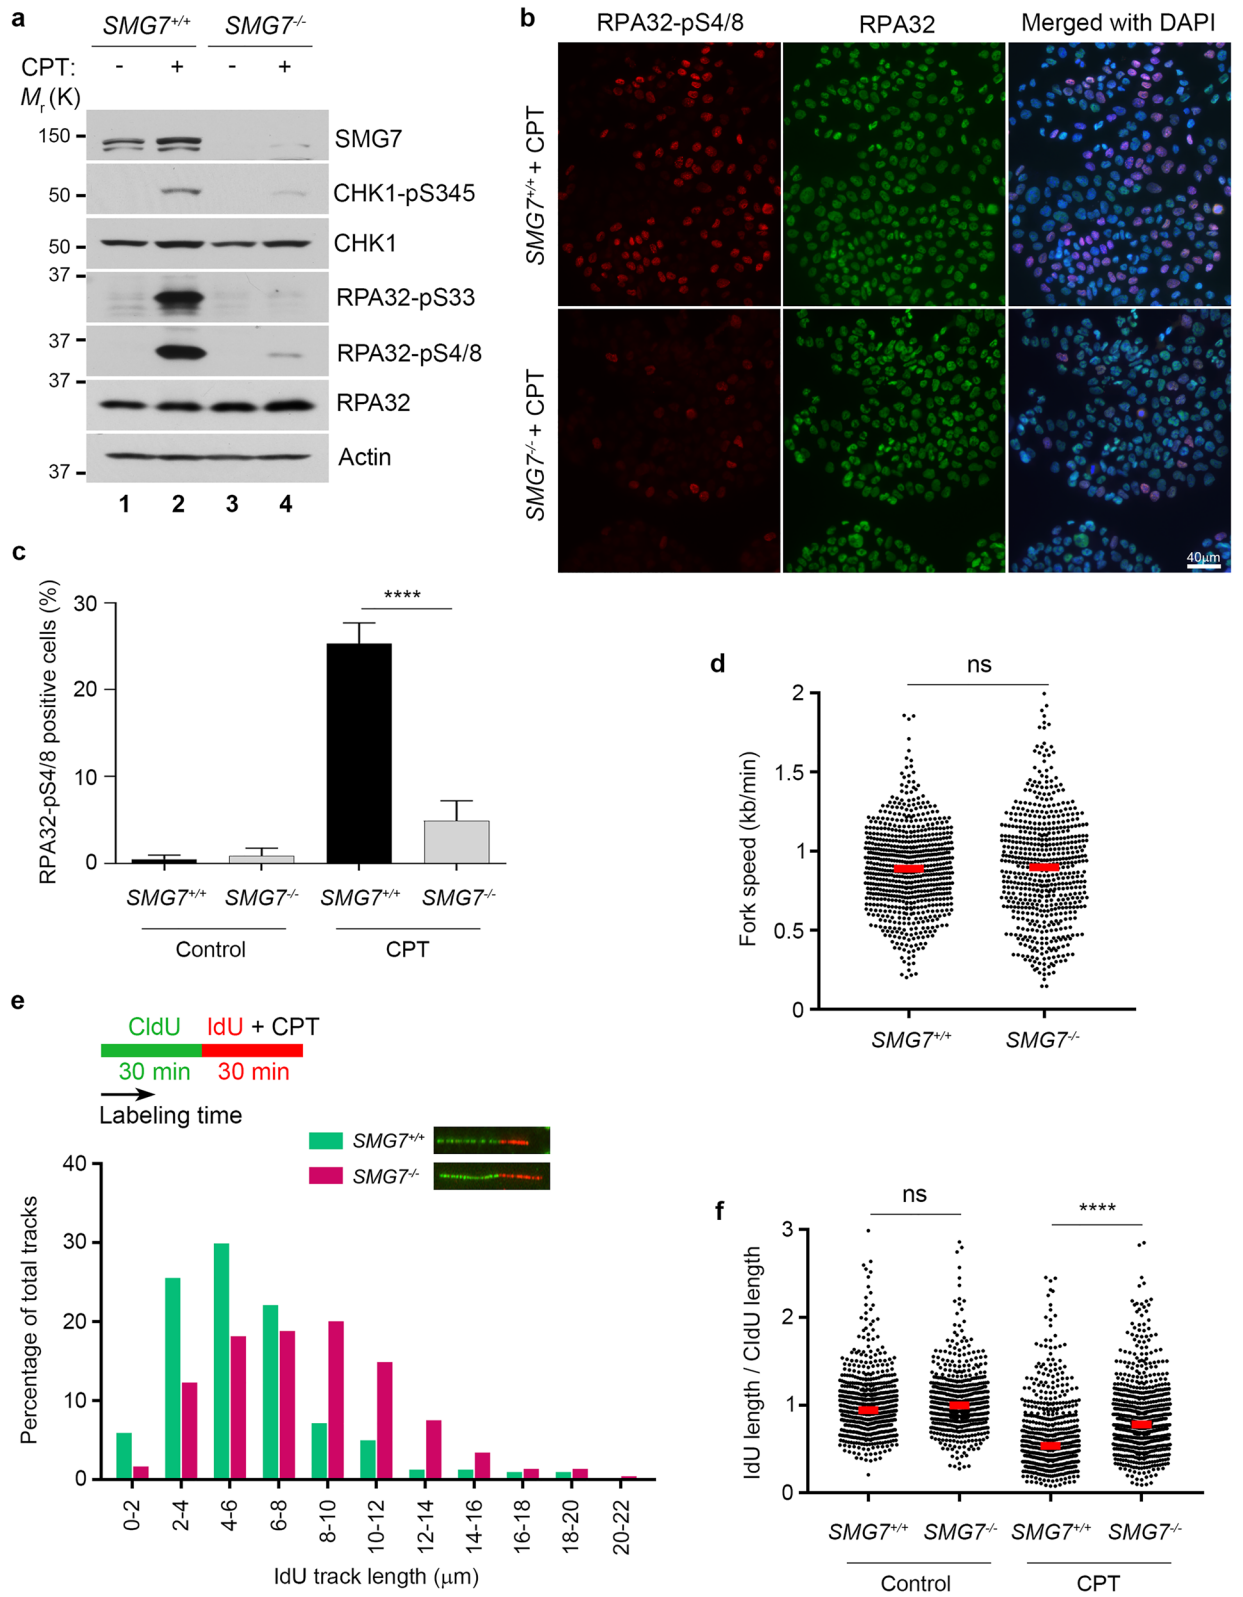 a
SMG7+/+ SMG7-/-
CPT: - + - +
Mr (K)
150 SMG7
50 CHK1-pS345
50 CHK1
37 RPA32-pS33
37 RPA32-pS4/8
37 RPA32
37 Actin
1 2 3 4
b
RPA32-pS4/8 RPA32 Merged with DAPI
SMG7+/+ + CPT
SMG7-/- + CPT
40μm
c
RPA32-pS4/8 positive cells (%)
30
20
10
0
****
SMG7+/+ SMG7-/- SMG7+/+ SMG7-/-
Control CPT
d
ns
Fork speed (kb/min)
2
1.5
1
0.5
0
SMG7+/+ SMG7-/-
e
CldU IdU + CPT
30 min 30 min
Labeling time
SMG7+/+
SMG7-/-
Percentage of total tracks
40
30
20
10
0
0-2 2-4 4-6 6-8 8-10 10-12 12-14 14-16 16-18 18-20 20-22
IdU track length (μm)
f
ns ****
IdU length / CldU length
3
2
1
0
SMG7+/+ SMG7-/- SMG7+/+ SMG7-/-
Control CPT